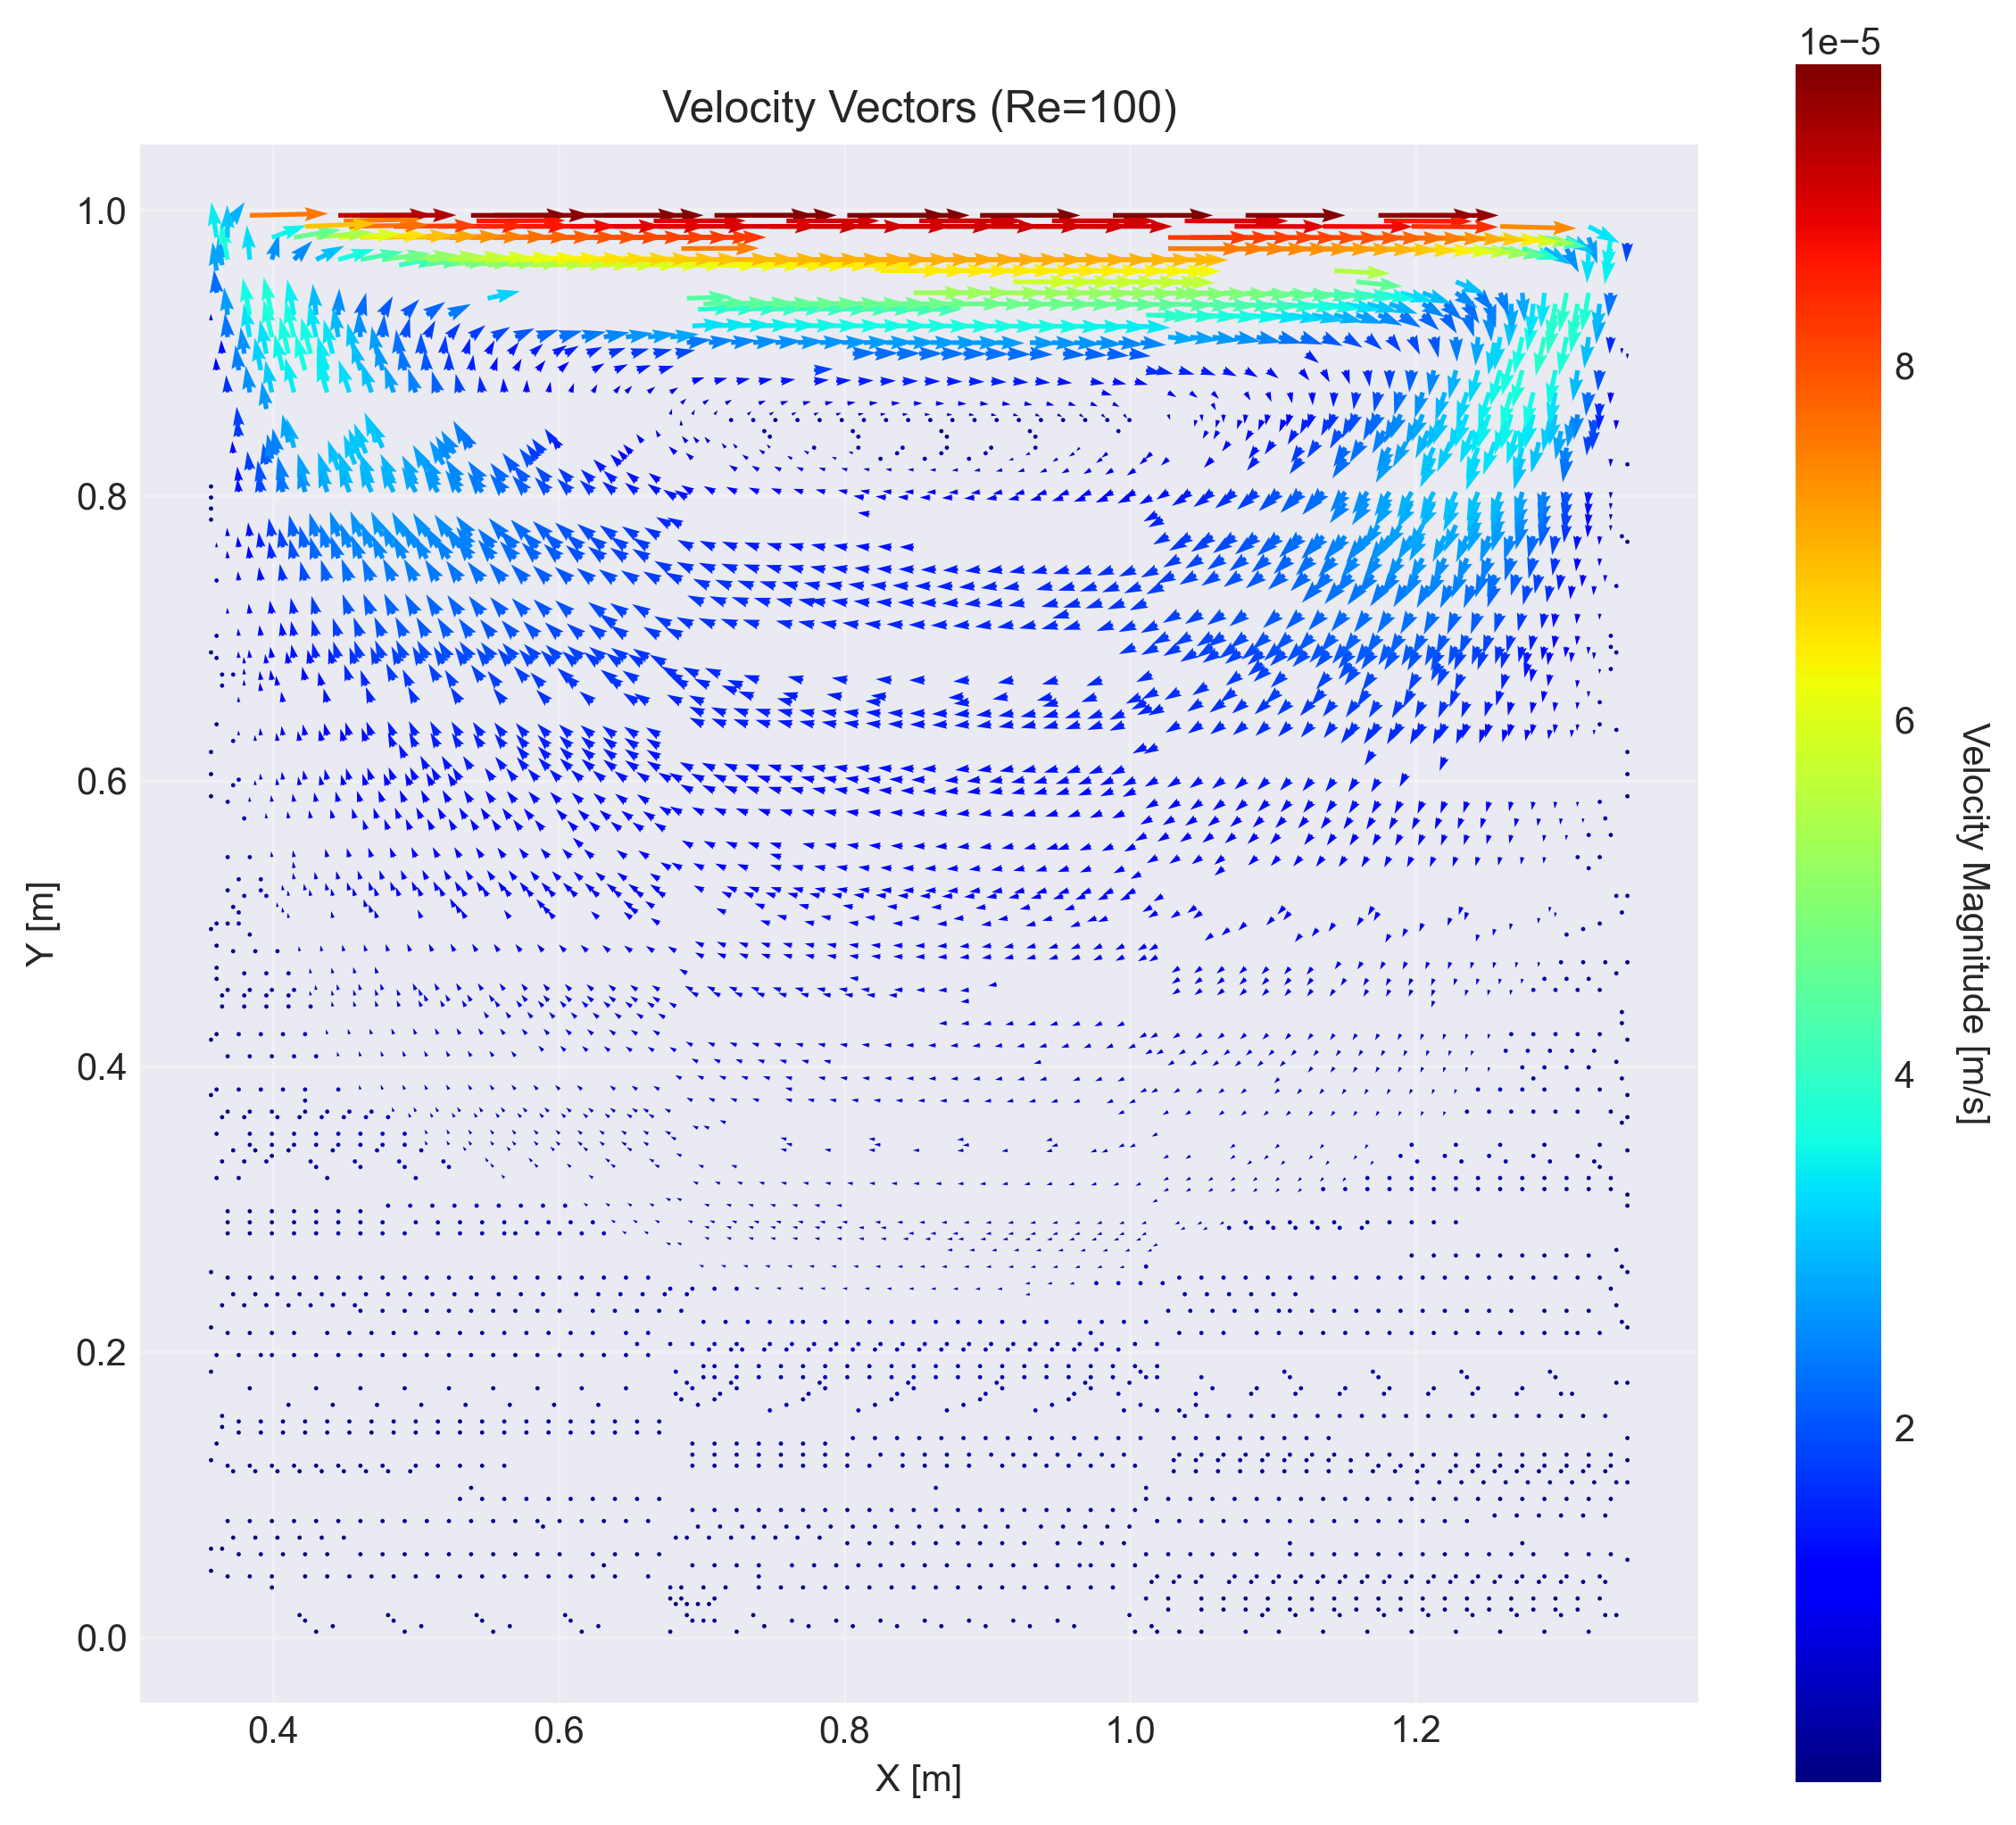 1e−5
Velocity Vectors (Re=100)
1.0
0.8
0.6
0.4
0.2
0.0
Y [m]
0.4 0.6 0.8 1.0 1.2
X [m]
8
6
4
2
Velocity Magnitude [m/s]